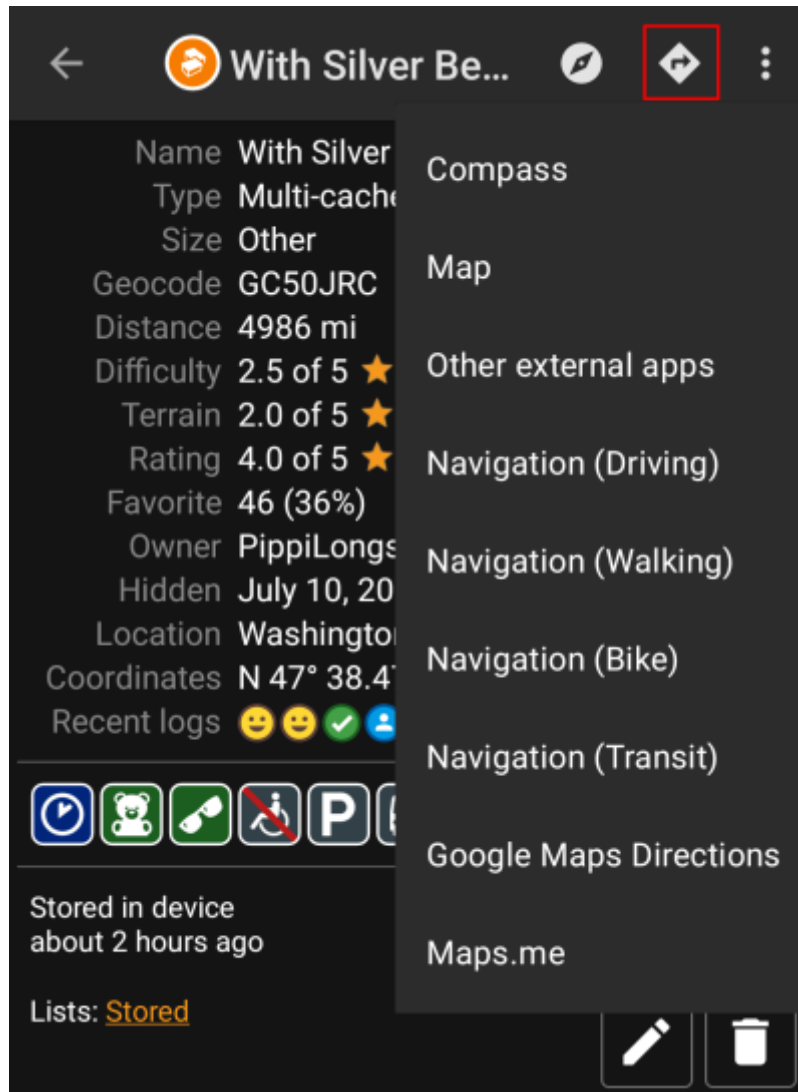 With Silver Be...
Name With Silver
Type Multi-cache
Size Other
Geocode GC50JRC
Distance 4986 mi
Difficulty 2.5 of 5
Terrain 2.0 of 5
Rating 4.0 of 5
Favorite 46 (36%)
Owner PippiLongs
Hidden July 10, 20
Location Washington
Coordinates N 47° 38.47
Recent logs
P
Stored in device
about 2 hours ago
Lists: Stored
Compass
Map
Other external apps
Navigation (Driving)
Navigation (Walking)
Navigation (Bike)
Navigation (Transit)
Google Maps Directions
Maps.me